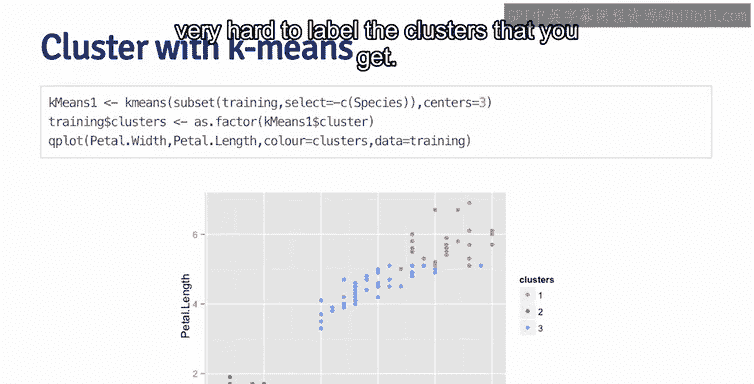 very hard to label the clusters that you
get.
Cluster with k-means
kMeans1 <- kmeans(subset(training,select=-c(Species)),centers=3)
training$clusters <- as.factor(kMeans1$cluster)
qplot(Petal.Width,Petal.Length,colour=clusters,data=training)
Petal.Length
6
4
2
clusters
1
2
3